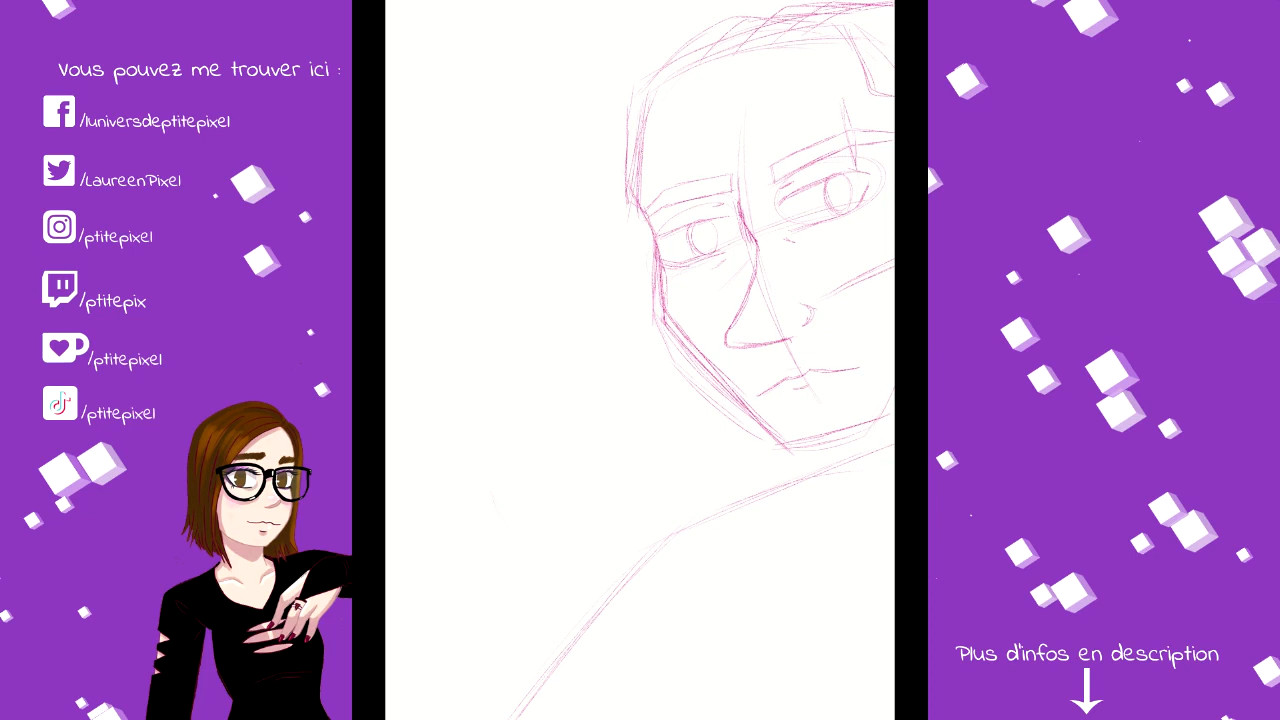 Vous pouvez me trouver ici :
/luniversdeptitepixel
/LaureenPixel
/ptitepixel
/ptitepix
/ptitepixel
/ptitepixel
Plus d'infos en description